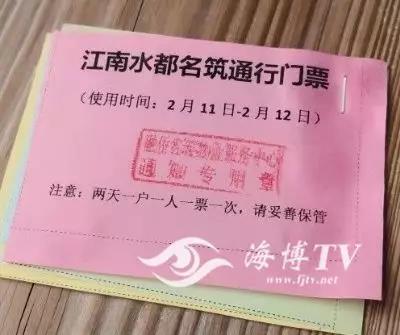 江南水都名筑通行门票
（使用时间：2月11日-2月12日）
通知专用章
注意：两天一户一人一票一次，请妥善保管
海博TV
www.fjtv.net